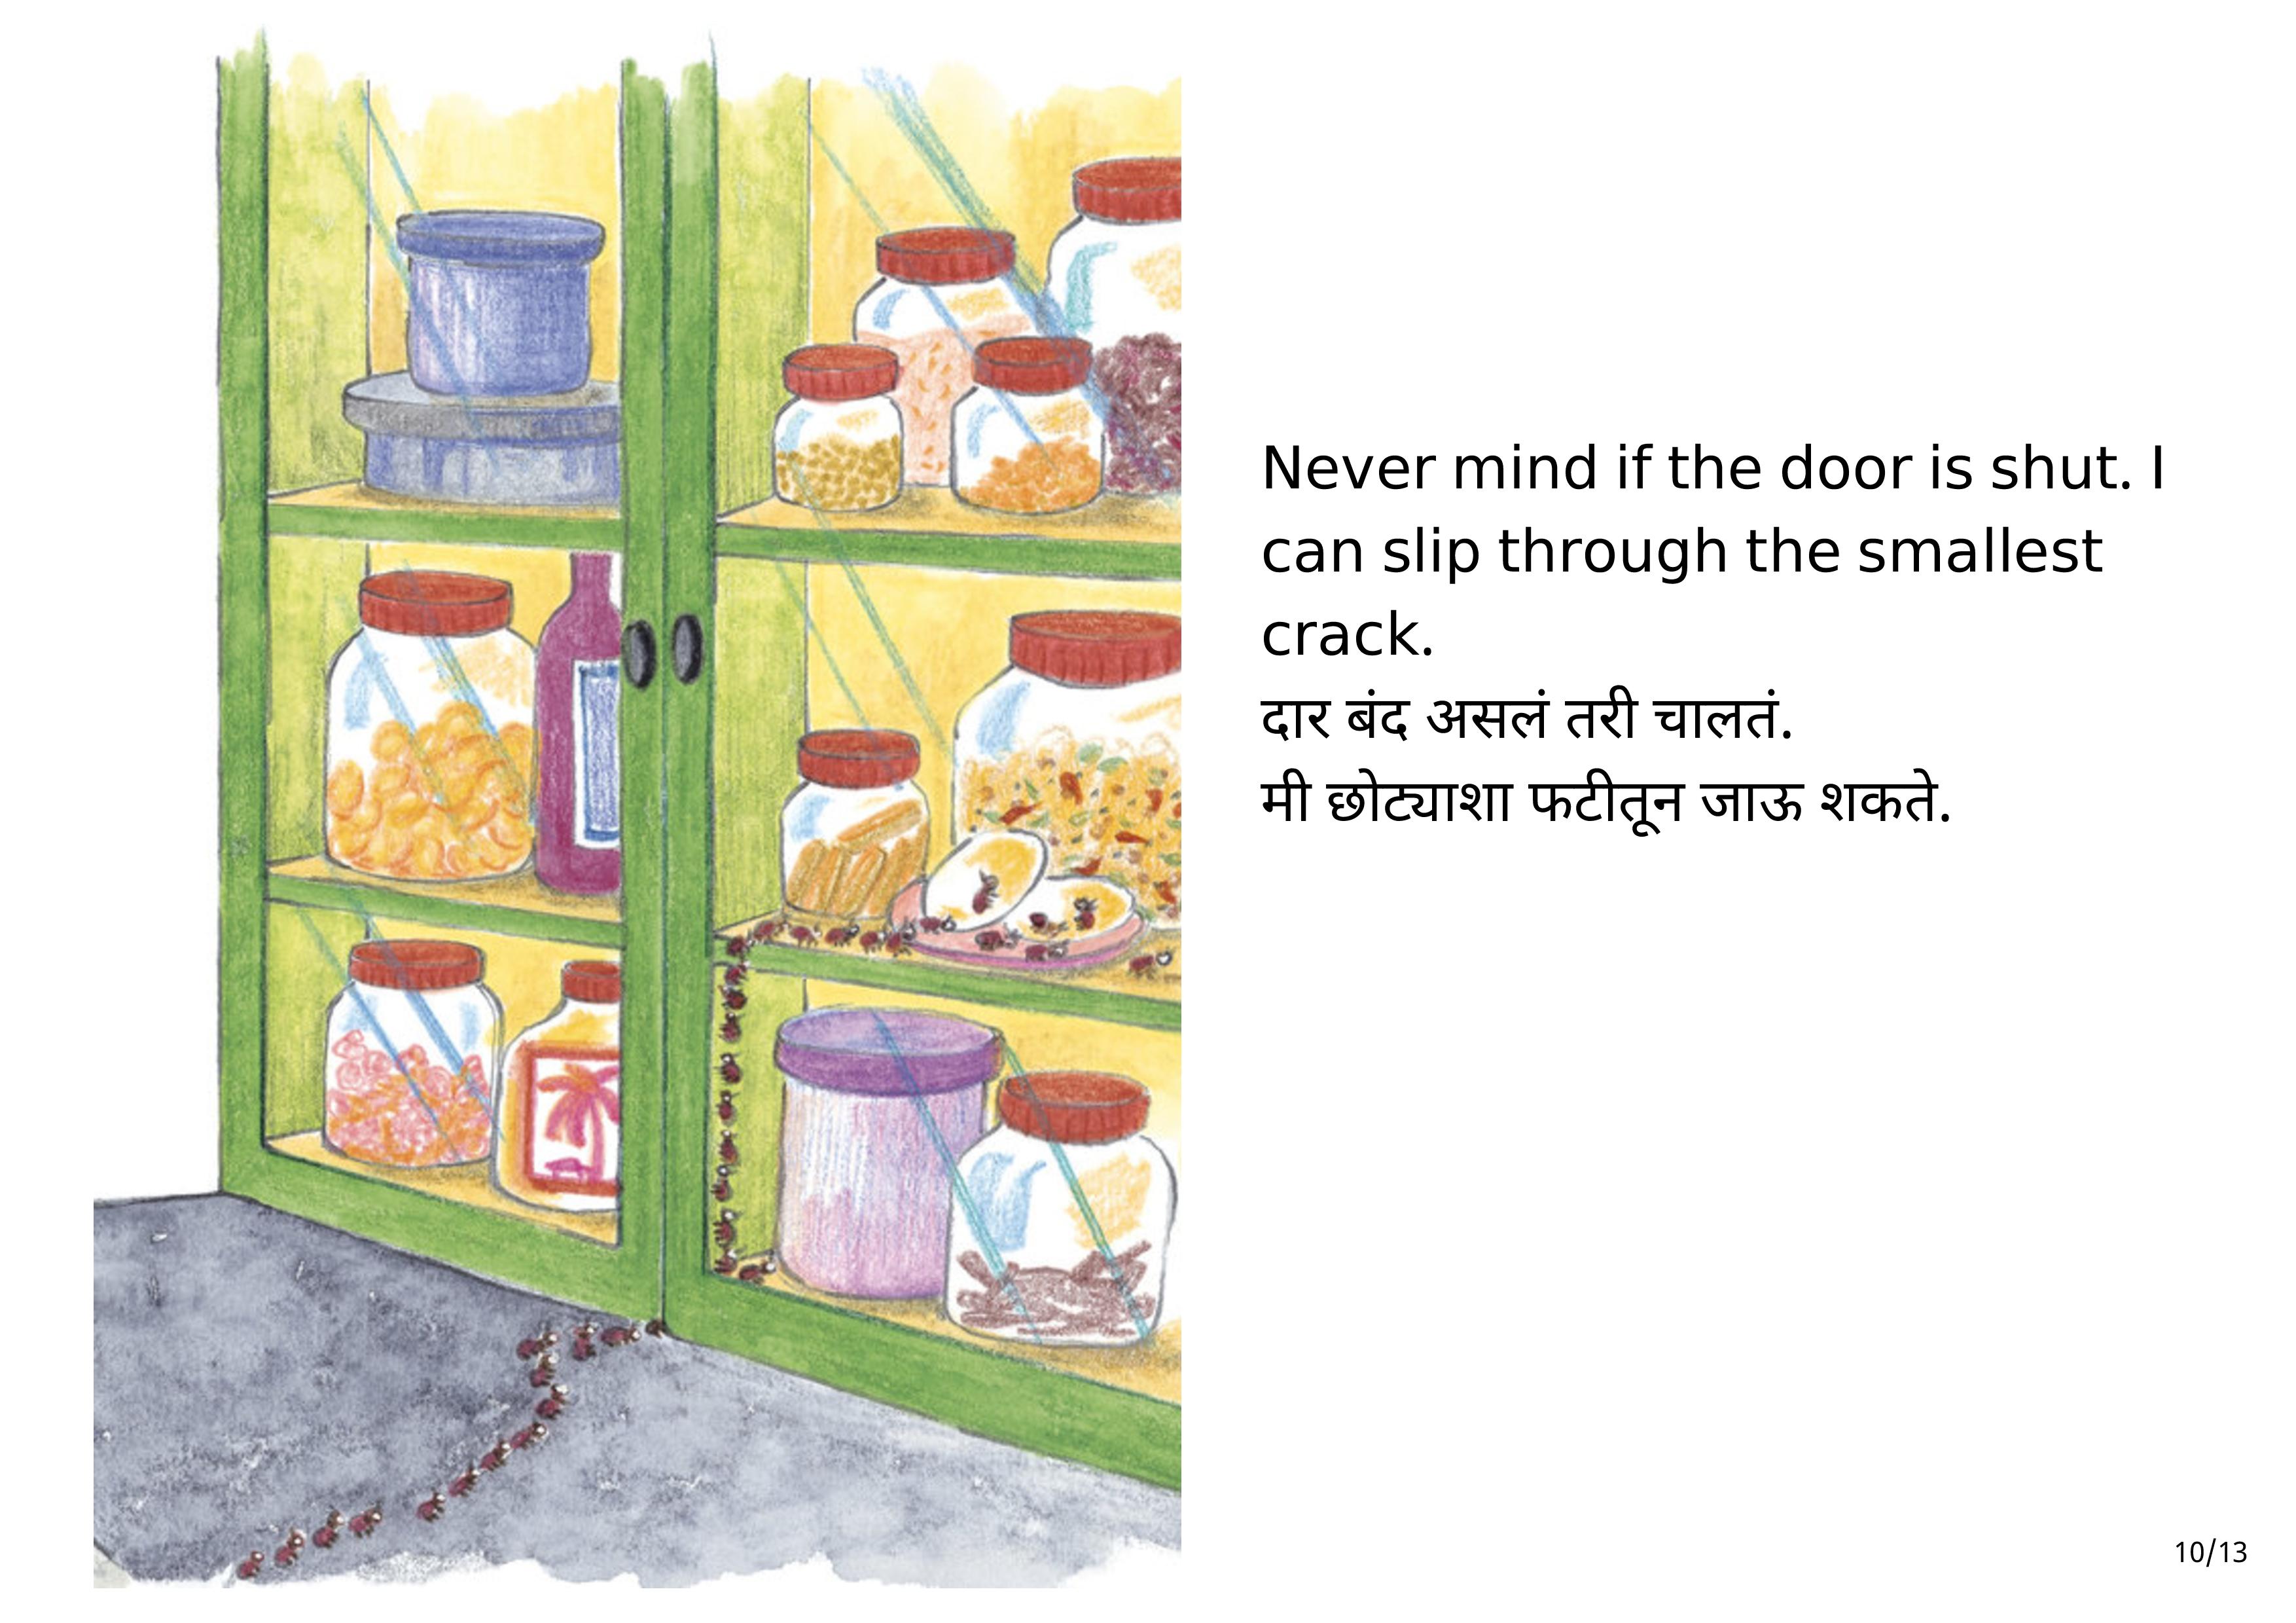 Never mind if the door is shut. I
can slip through the smallest
crack.
दार बंद असलं तरी चालतं.
मी छोट्याशा फटीतून जाऊ शकते.
10/13